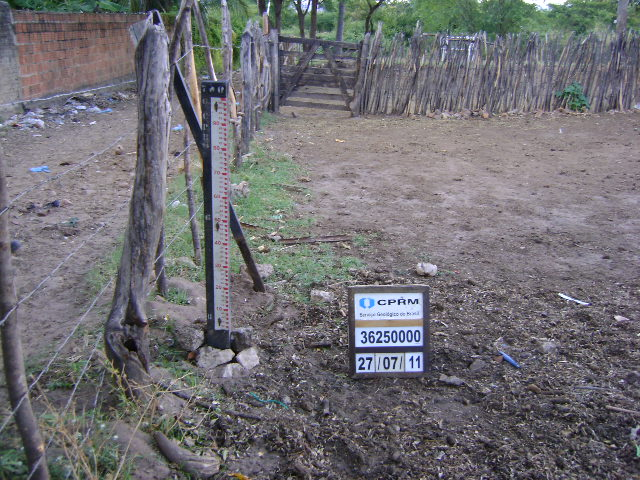 CPRM
Serviço Geológico do Brasil
36250000
27/07/11